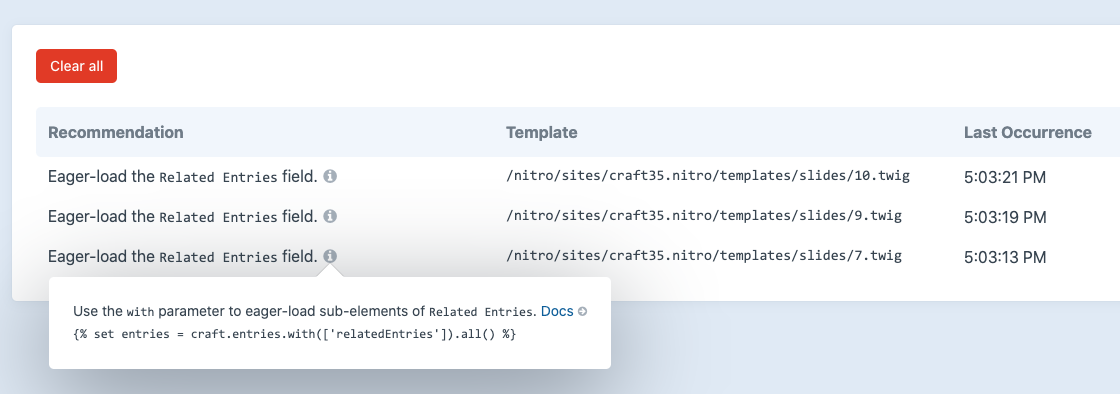 Clear all
Recommendation Template Last Occurrence
Eager-load the Related Entries field. /nitro/sites/craft35.nitro/templates/slides/10.twig 5:03:21 PM
Eager-load the Related Entries field. /nitro/sites/craft35.nitro/templates/slides/9.twig 5:03:19 PM
Eager-load the Related Entries field. /nitro/sites/craft35.nitro/templates/slides/7.twig 5:03:13 PM
Use the with parameter to eager-load sub-elements of Related Entries. Docs
{% set entries = craft.entries.with(['relatedEntries']).all() %}